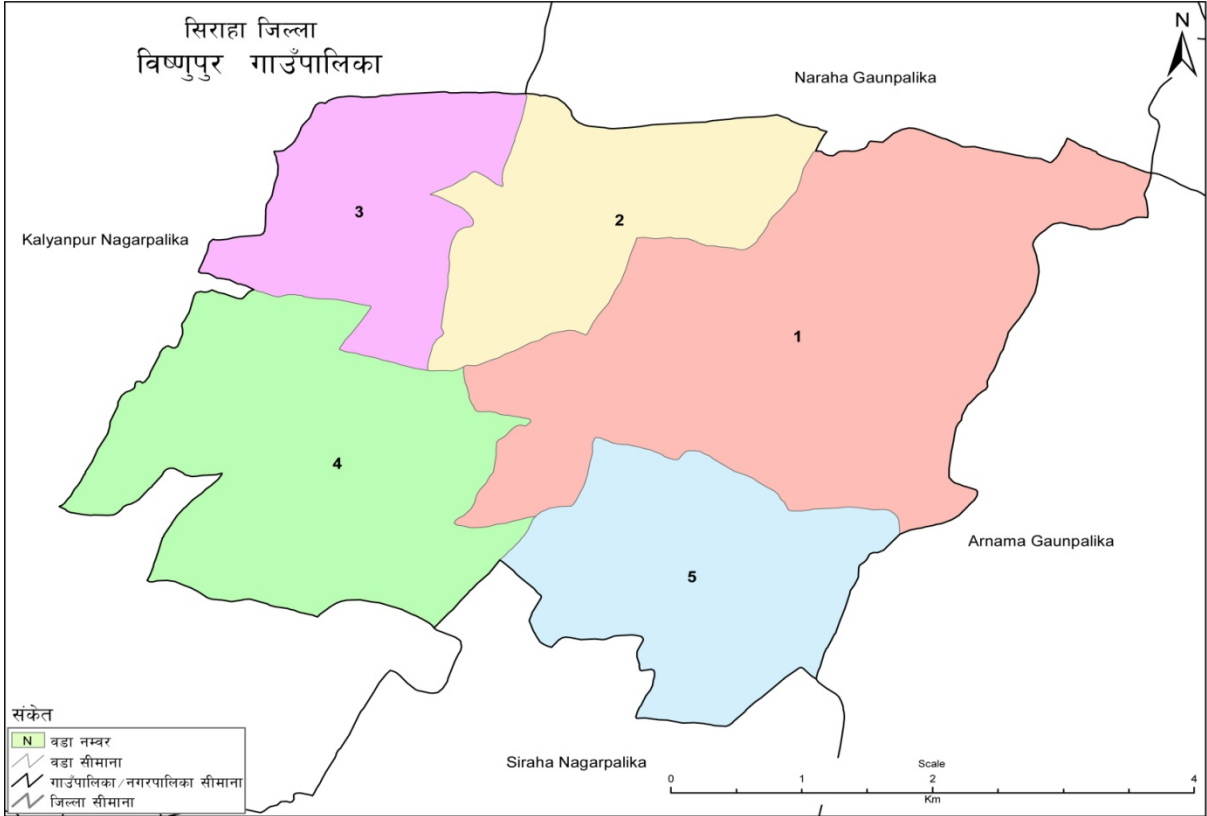 सिराहा जिल्ला
विष्णुपुर गाउँपालिका
N
Naraha Gaunpalika
3
2
Kalyanpur Nagarpalika
1
4
Arnama Gaunpalika
5
Siraha Nagarpalika
Scale
0 1 2 4
Km
संकेत
N वडा नम्वर
वडा सीमाना
गाउँपालिका/नगरपालिका सीमाना
जिल्ला सीमाना